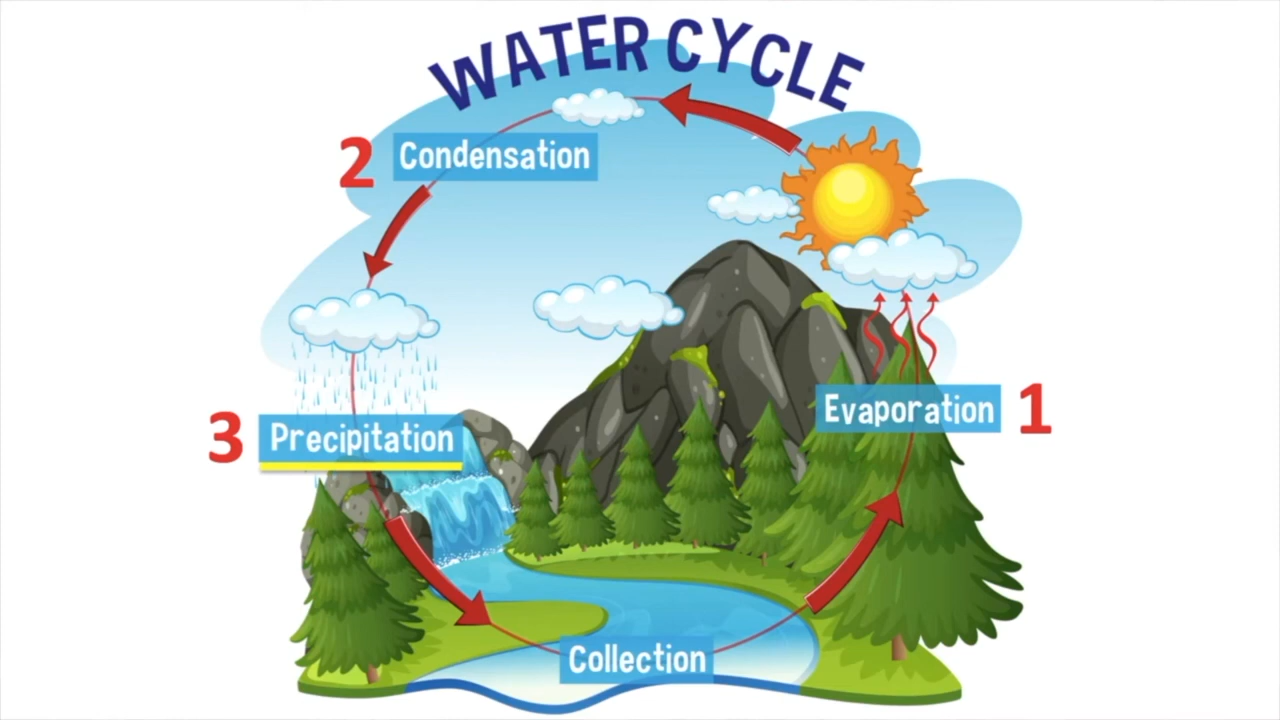 WATER CYCLE
2 Condensation
Evaporation 1
3 Precipitation
Collection